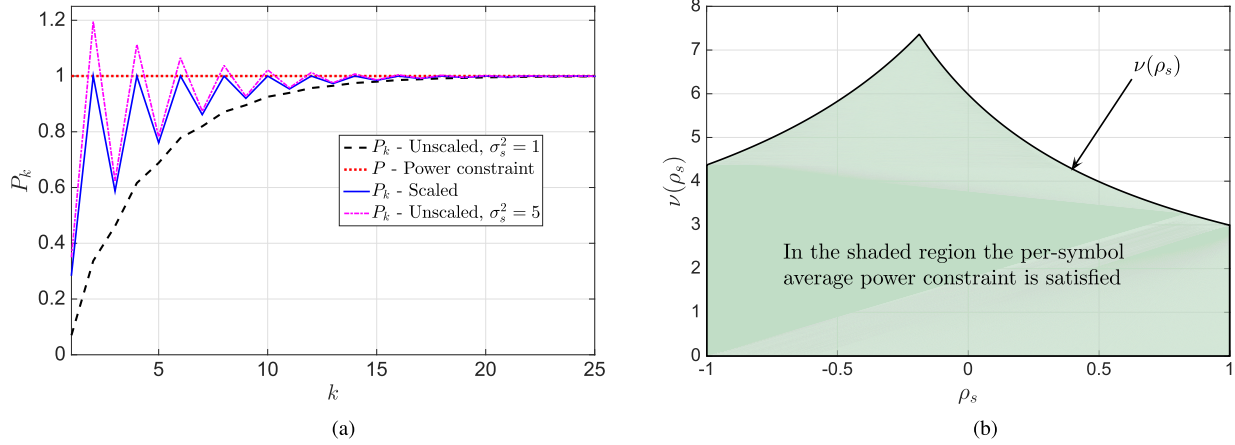 1.2
1
0.8
0.6
0.4
0.2
0
P_k
5
10
15
20
25
k
P_k - Unscaled, σ_s^2 = 1
P - Power constraint
P_k - Scaled
P_k - Unscaled, σ_s^2 = 5
(a)
8
7
6
5
4
3
2
1
0
ν(ρ_s)
ν(ρ_s)
In the shaded region the per-symbol
average power constraint is satisfied
-1
-0.5
0
0.5
1
ρ_s
(b)